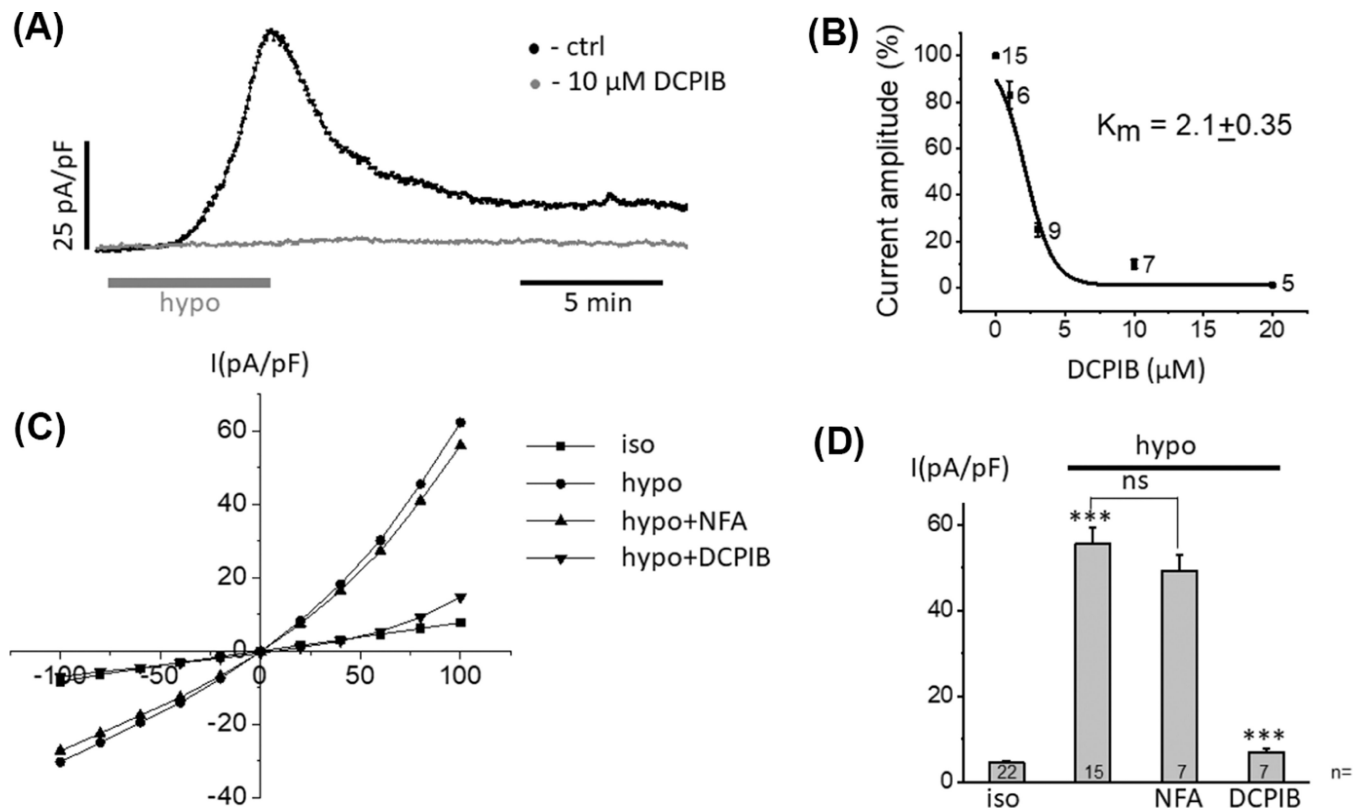 (A)
- ctrl
- 10 µM DCPIB
25 pA/pF
hypo
5 min
(B)
Current amplitude (%)
100
80
60
40
20
0
15
6
9
7
5
Km = 2.1±0.35
0 5 10 15 20
DCPIB (µM)
(C)
I(pA/pF)
60
40
20
0
-20
-40
-100 -50 0 50 100
iso
hypo
hypo+NFA
hypo+DCPIB
(D)
hypo
I(pA/pF)
ns
***
***
60
40
20
0
22 15 7 7 n=
iso NFA DCPIB